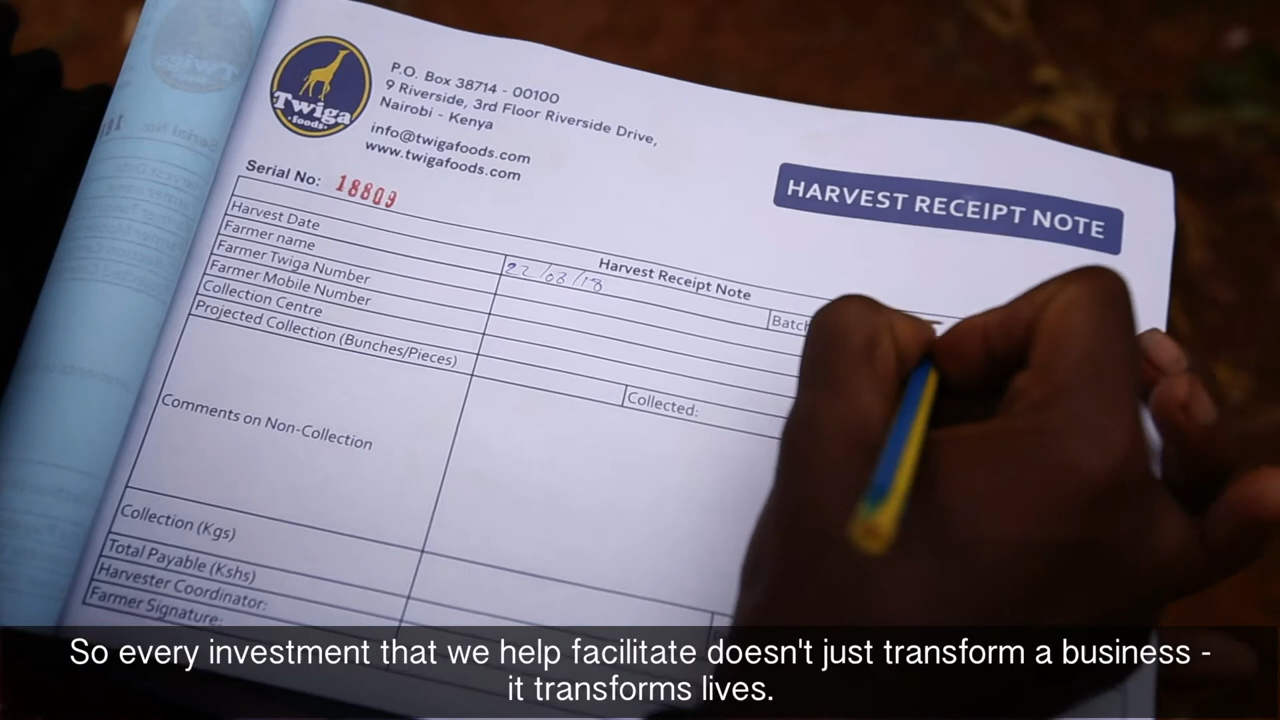 Twiga
foods
P.O. Box 38714 - 00100
9 Riverside, 3rd Floor Riverside Drive,
Nairobi - Kenya
info@twigafoods.com
www.twigafoods.com
Serial No: 18809
HARVEST RECEIPT NOTE
Harvest Receipt Note
Harvest Date 22/03/18
Farmer name
Farmer Twiga Number
Farmer Mobile Number
Collection Centre
Projected Collection (Bunches/Pieces) Collected:
Comments on Non-Collection
Collection (Kgs)
Total Payable (Kshs)
Harvester Coordinator:
Farmer Signature:
So every investment that we help facilitate doesn't just transform a business -
it transforms lives.